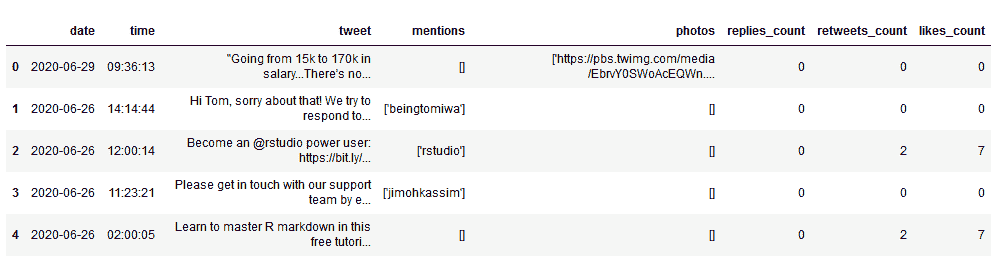 date time tweet mentions photos replies_count retweets_count likes_count
0 2020-06-29 09:36:13 "Going from 15k to 170k in [] ['https://pbs.twimg.com/media 0 0 0
salary...There's no... /EbrvY0SWoAcEQWn....
1 2020-06-26 14:14:44 Hi Tom, sorry about that! We try to ['beingtomiwa'] [] 0 0 0
respond to...
2 2020-06-26 12:00:14 Become an @rstudio power user: ['rstudio'] [] 0 2 7
https://bit.ly/...
3 2020-06-26 11:23:21 Please get in touch with our support ['jimohkassim'] [] 0 0 0
team by e...
4 2020-06-26 02:00:05 Learn to master R markdown in this [] [] 0 2 7
free tutori...